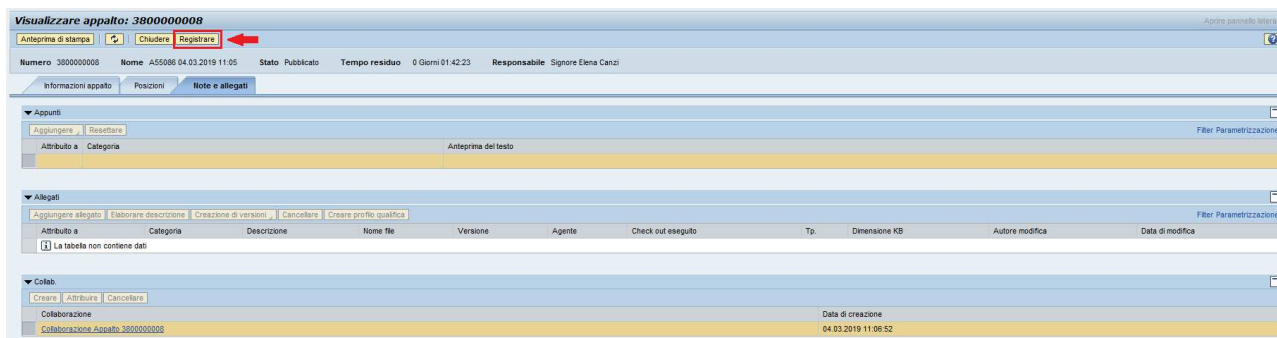 Visualizzare appalto: 3800000008
Aprire pannello latera
Anteprima di stampa Chiudere Registrare
Numero 3800000008 Nome A55086 04.03.2019 11:05 Stato Pubblicato Tempo residuo 0 Giorni 01:42:23 Responsabile Signore Elena Canzi
Informazioni appalto Posizioni Note e allegati
Appunti
Aggiungere Resettare Filter Parametrizzazione
Attribuito a Categoria Anteprima del testo
Allegati
Aggiungere allegato Elaborare descrizione Creazione di versioni Cancellare Creare profilo qualifica Filter Parametrizzazione
Attribuito a Categoria Descrizione Nome file Versione Agente Check out eseguito Tp. Dimensione KB Autore modifica Data di modifica
La tabella non contiene dati
Collab.
Creare Attribuire Cancellare
Collaborazione Data di creazione
Collaborazione Appalto 3800000008 04.03.2019 11:06:52